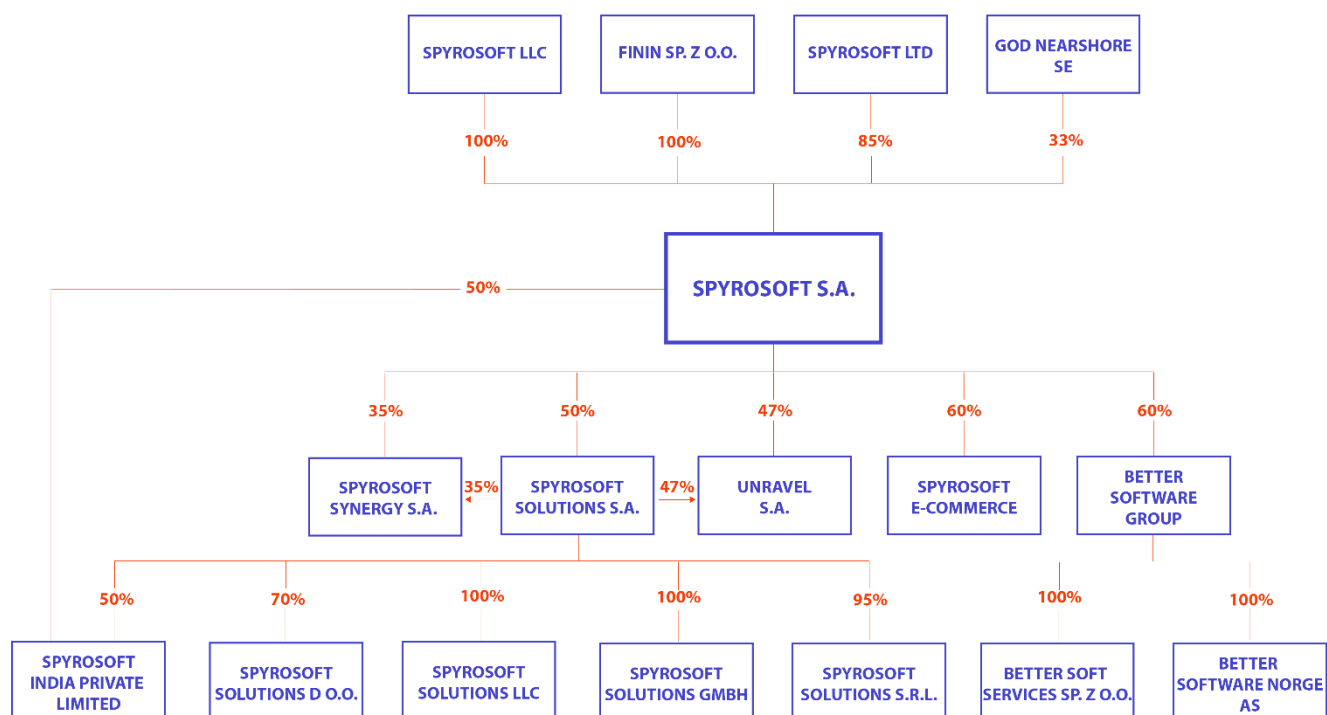 SPYROSOFT LLC
FININ SP. Z O.O.
SPYROSOFT LTD
GOD NEARSHORE
SE
100%
100%
85%
33%
50%
SPYROSOFT S.A.
35%
50%
47%
60%
60%
SPYROSOFT
SYNERGY S.A.
35%
SPYROSOFT
SOLUTIONS S.A.
47%
UNRAVEL
S.A.
SPYROSOFT
E-COMMERCE
BETTER
SOFTWARE
GROUP
50%
70%
100%
100%
95%
100%
100%
SPYROSOFT
INDIA PRIVATE
LIMITED
SPYROSOFT
SOLUTIONS D O.O.
SPYROSOFT
SOLUTIONS LLC
SPYROSOFT
SOLUTIONS GMBH
SPYROSOFT
SOLUTIONS S.R.L.
BETTER SOFT
SERVICES SP. Z O.O.
BETTER
SOFTWARE NORGE
AS